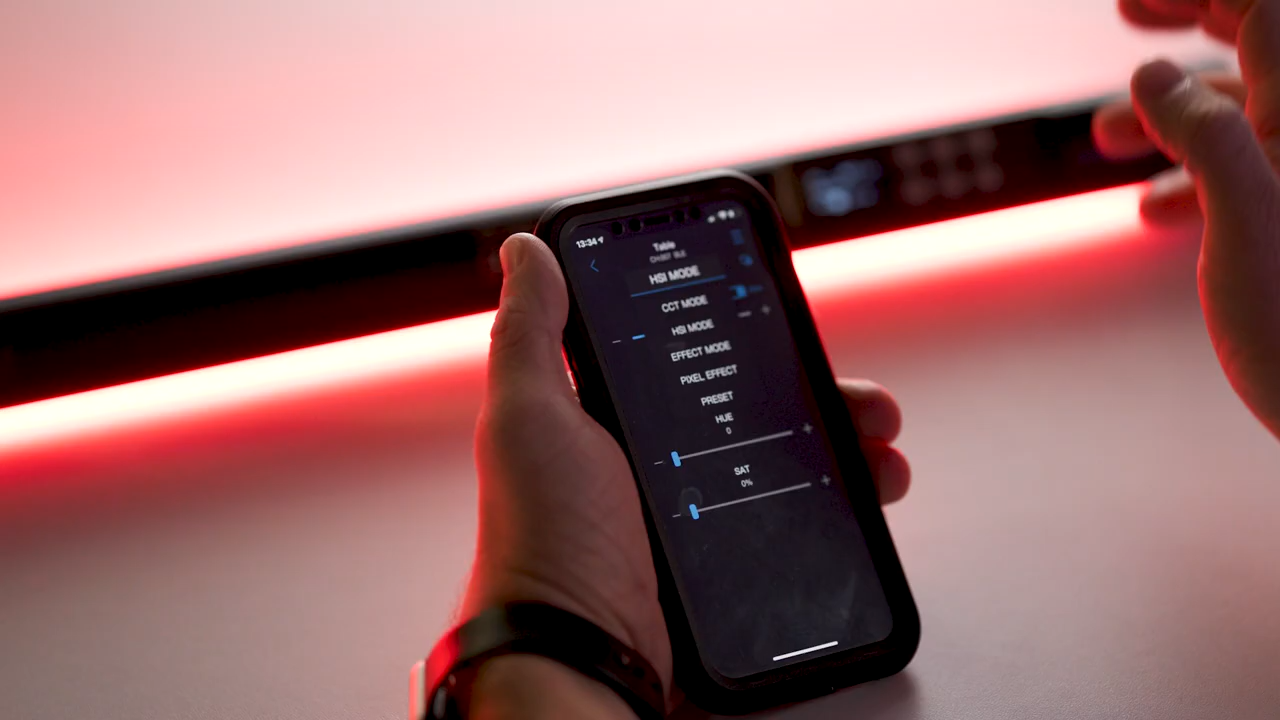 13:34
Table
HSI MODE
CCT MODE
HSI MODE
EFFECT MODE
PIXEL EFFECT
PRESET
HUE
0
SAT
0%